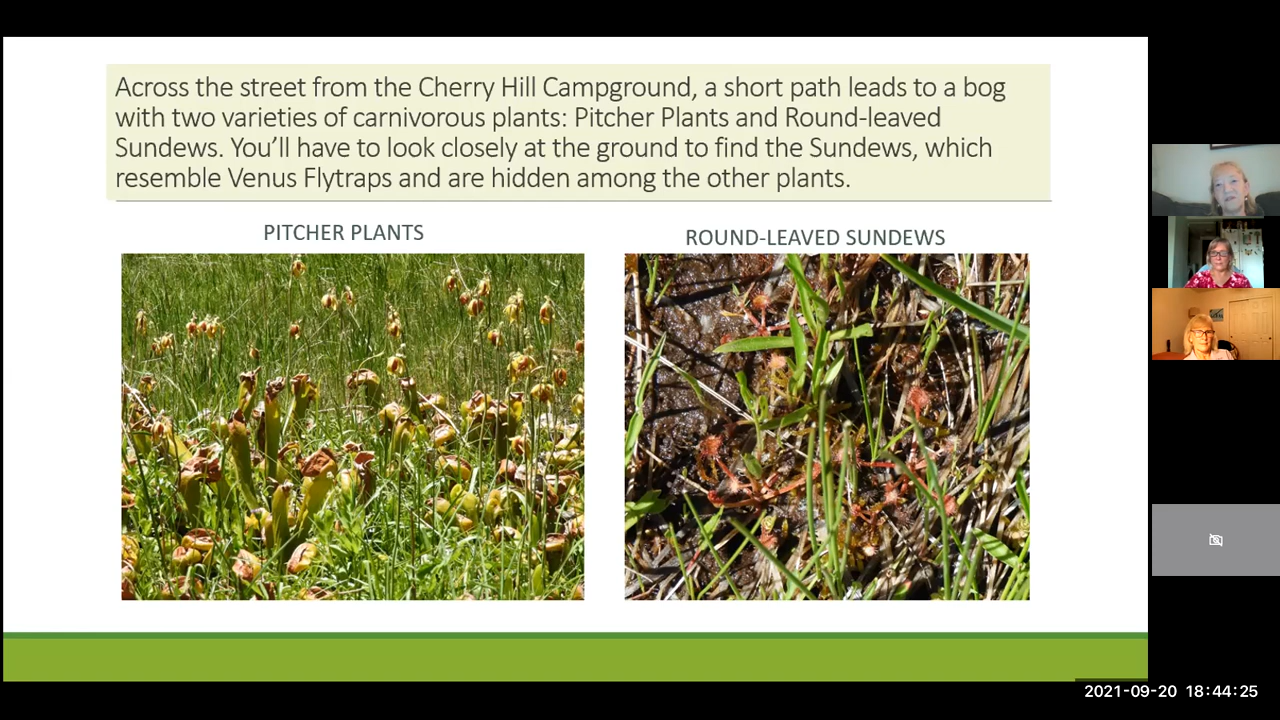 Across the street from the Cherry Hill Campground, a short path leads to a bog
with two varieties of carnivorous plants: Pitcher Plants and Round-leaved
Sundews. You’ll have to look closely at the ground to find the Sundews, which
resemble Venus Flytraps and are hidden among the other plants.
PITCHER PLANTS
ROUND-LEAVED SUNDEWS
2021-09-20 18:44:25